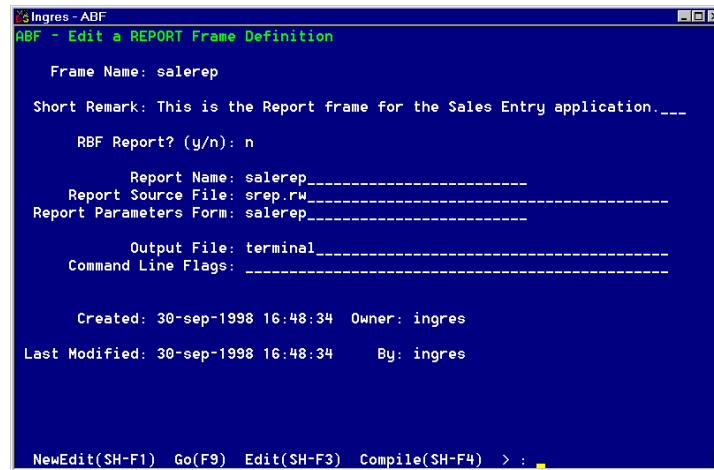 Ingres - ABF
ABF - Edit a REPORT Frame Definition
Frame Name: salerep
Short Remark: This is the Report frame for the Sales Entry application.___
RBF Report? (y/n): n
Report Name: salerep_________________________
Report Source File: srep.rw_________________________________________
Report Parameters Form: salerep_________________________
Output File: terminal________________________________________
Command Line Flags: ________________________________________________
Created: 30-sep-1998 16:48:34 Owner: ingres
Last Modified: 30-sep-1998 16:48:34 By: ingres
NewEdit(SH-F1) Go(F9) Edit(SH-F3) Compile(SH-F4) > : _